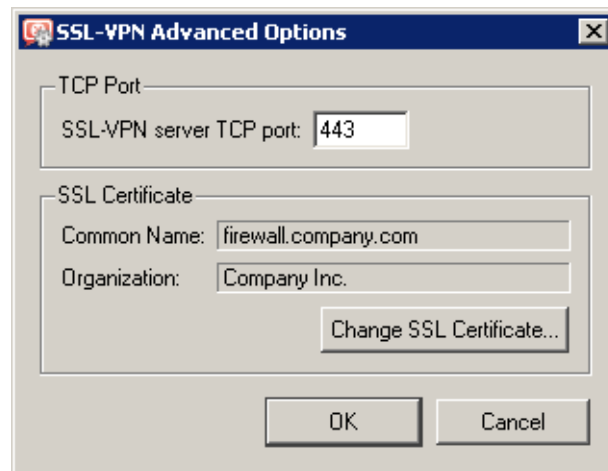 SSL-VPN Advanced Options
TCP Port
SSL-VPN server TCP port: 443
SSL Certificate
Common Name: firewall.company.com
Organization: Company Inc.
Change SSL Certificate...
OK Cancel